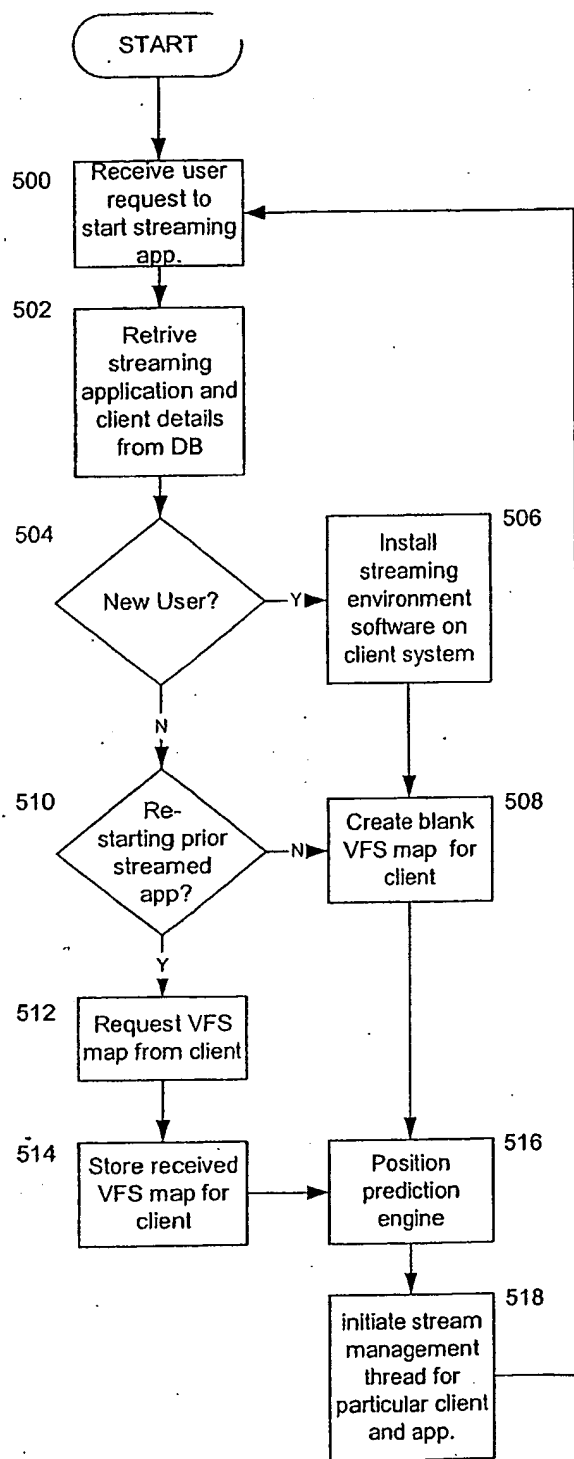 START
500
Receive user
request to
start streaming
app.
502
Retrive
streaming
application and
client details
from DB
504
New User?
Y
506
Install
streaming
environment
software on
client system
N
510
Re-
starting prior
streamed
app?
N
508
Create blank
VFS map for
client
Y
512
Request VFS
map from client
514
Store received
VFS map for
client
516
Position
prediction
engine
518
initiate stream
management
thread for
particular client
and app.